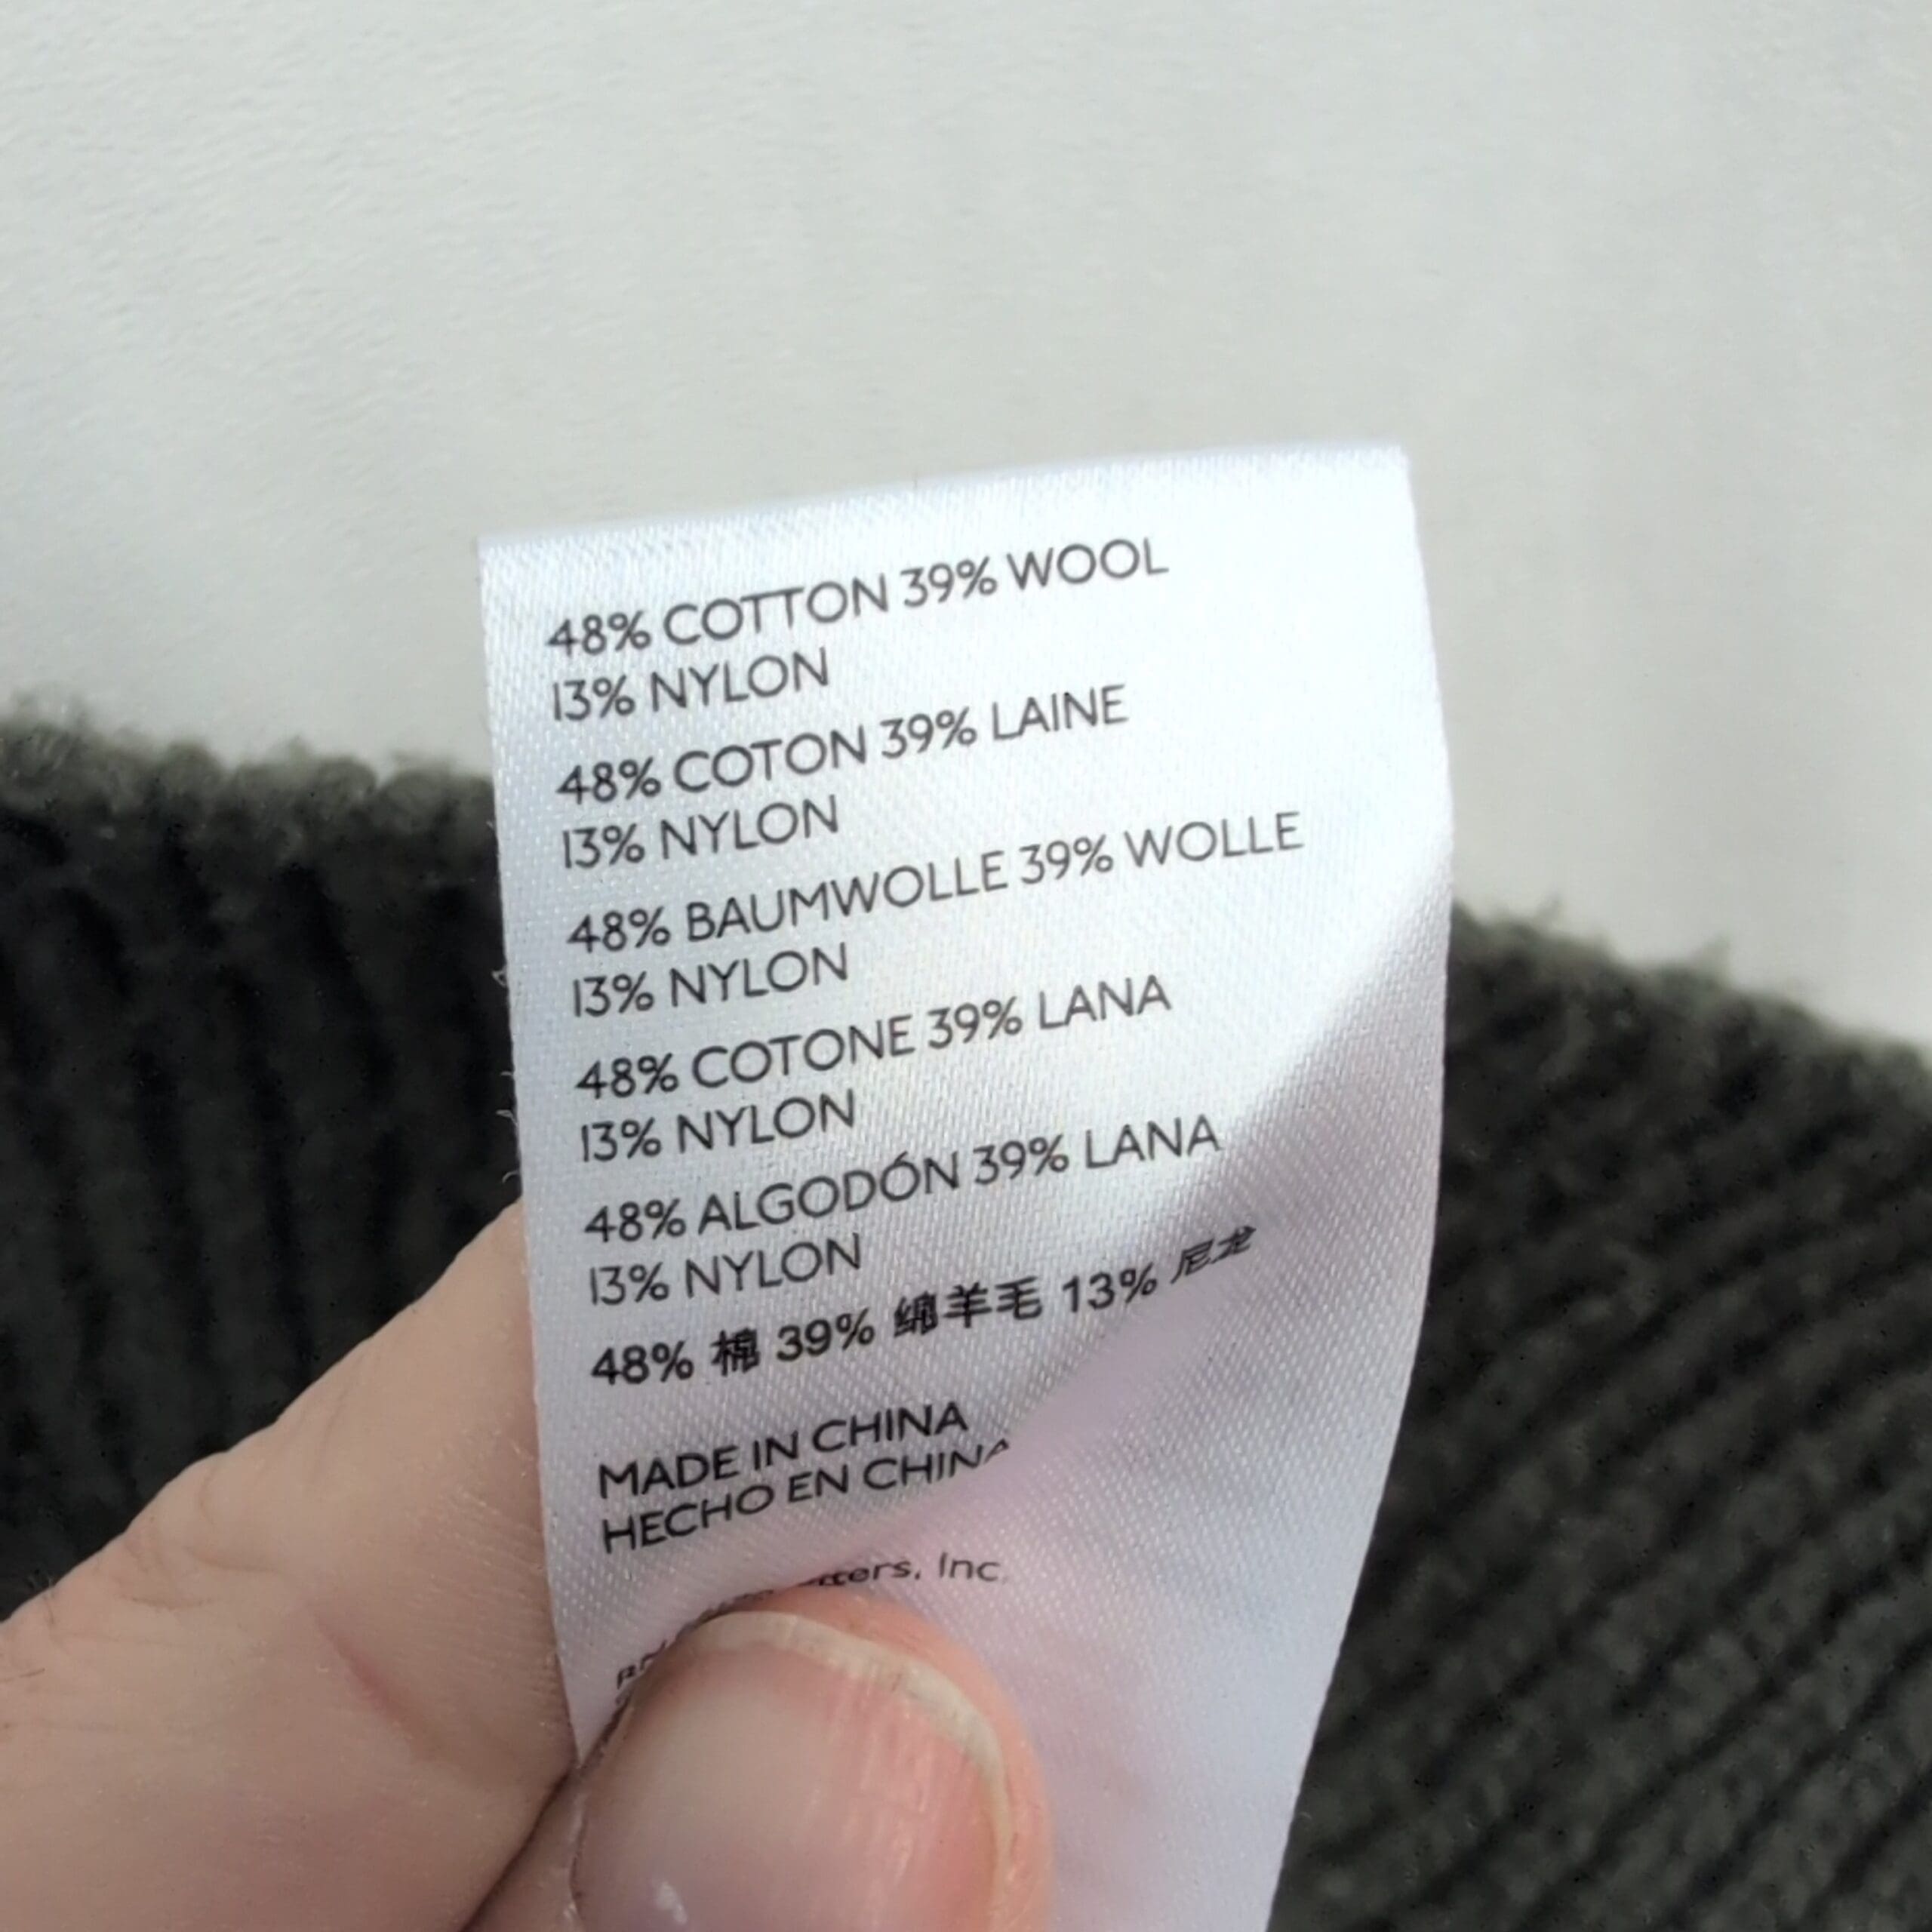 48% COTTON 39% WOOL
13% NYLON
48% COTON 39% LAINE
13% NYLON
48% BAUMWOLLE 39% WOLLE
13% NYLON
48% COTONE 39% LANA
13% NYLON
48% ALGODÓN 39% LANA
13% NYLON
48% 棉 39% 绵羊毛 13% 尼龙
MADE IN CHINA
HECHO EN CHINA
Inc.